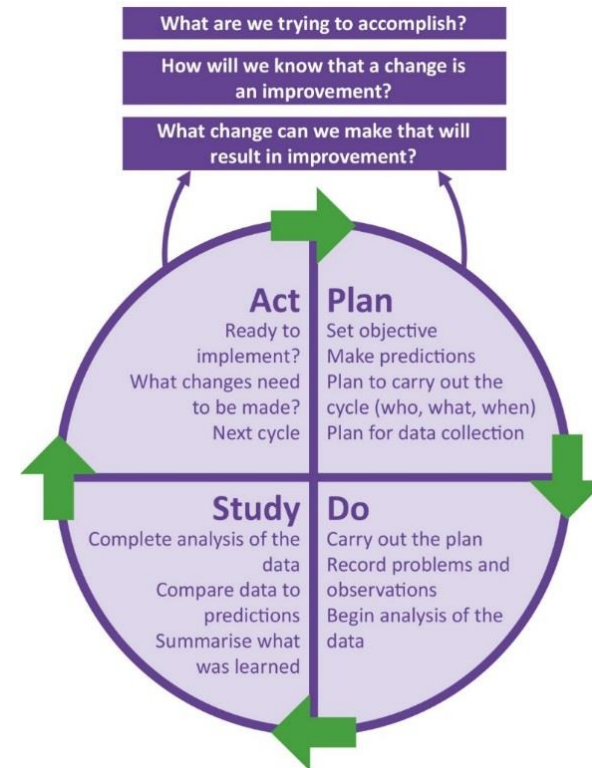 What are we trying to accomplish?
How will we know that a change is
an improvement?
What change can we make that will
result in improvement?
Act
Ready to
implement?
What changes need
to be made?
Next cycle
Plan
Set objective
Make predictions
Plan to carry out the
cycle (who, what, when)
Plan for data collection
Study
Complete analysis of the
data
Compare data to
predictions
Summarise what
was learned
Do
Carry out the plan
Record problems and
observations
Begin analysis of the
data